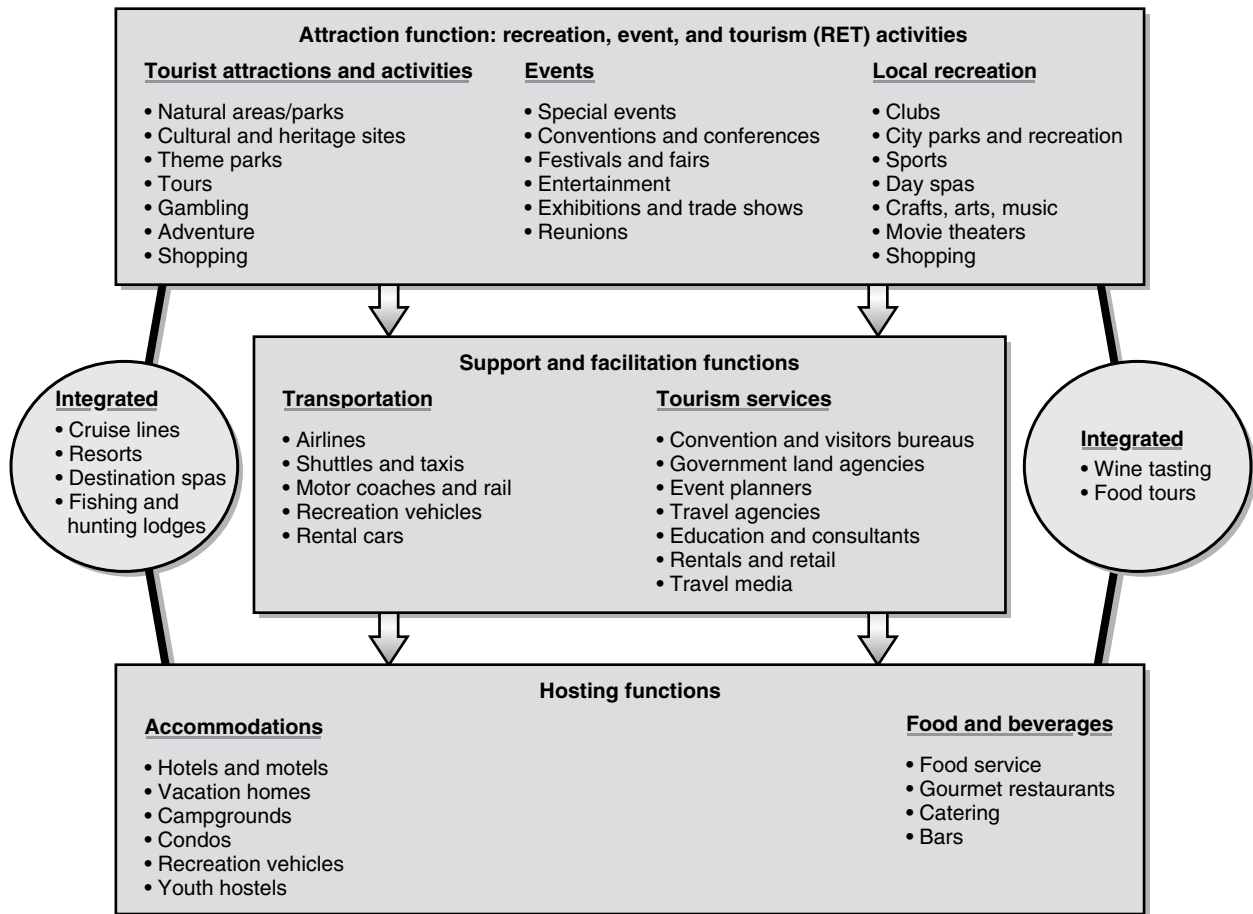 Attraction function: recreation, event, and tourism (RET) activities
Tourist attractions and activities
• Natural areas/parks
• Cultural and heritage sites
• Theme parks
• Tours
• Gambling
• Adventure
• Shopping
Events
• Special events
• Conventions and conferences
• Festivals and fairs
• Entertainment
• Exhibitions and trade shows
• Reunions
Local recreation
• Clubs
• City parks and recreation
• Sports
• Day spas
• Crafts, arts, music
• Movie theaters
• Shopping
Integrated
• Cruise lines
• Resorts
• Destination spas
• Fishing and
hunting lodges
Support and facilitation functions
Transportation
• Airlines
• Shuttles and taxis
• Motor coaches and rail
• Recreation vehicles
• Rental cars
Tourism services
• Convention and visitors bureaus
• Government land agencies
• Event planners
• Travel agencies
• Education and consultants
• Rentals and retail
• Travel media
Integrated
• Wine tasting
• Food tours
Hosting functions
Accommodations
• Hotels and motels
• Vacation homes
• Campgrounds
• Condos
• Recreation vehicles
• Youth hostels
Food and beverages
• Food service
• Gourmet restaurants
• Catering
• Bars